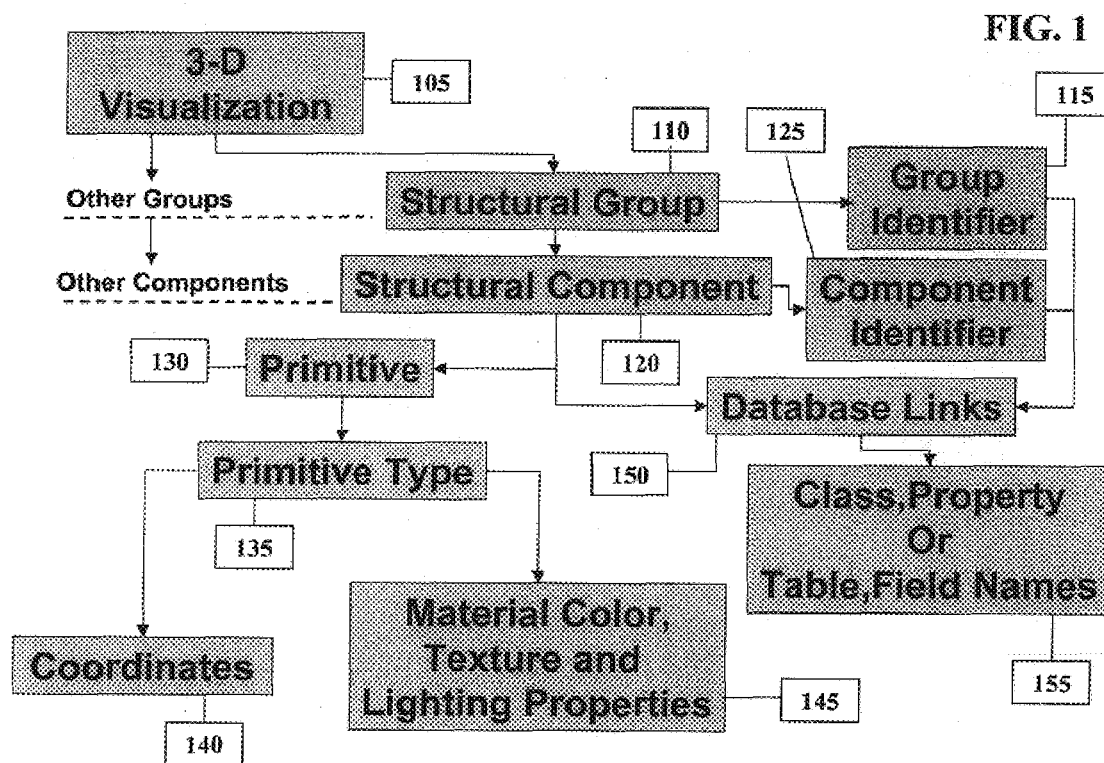 FIG. 1
3-D
Visualization
105
115
110
125
Other Groups
Structural Group
Group
Identifier
Other Components
Structural Component
Component
Identifier
130
Primitive
120
Database Links
Primitive Type
150
135
Class,Property
Or
Table,Field Names
Material Color,
Texture and
Lighting Properties
Coordinates
145
155
140